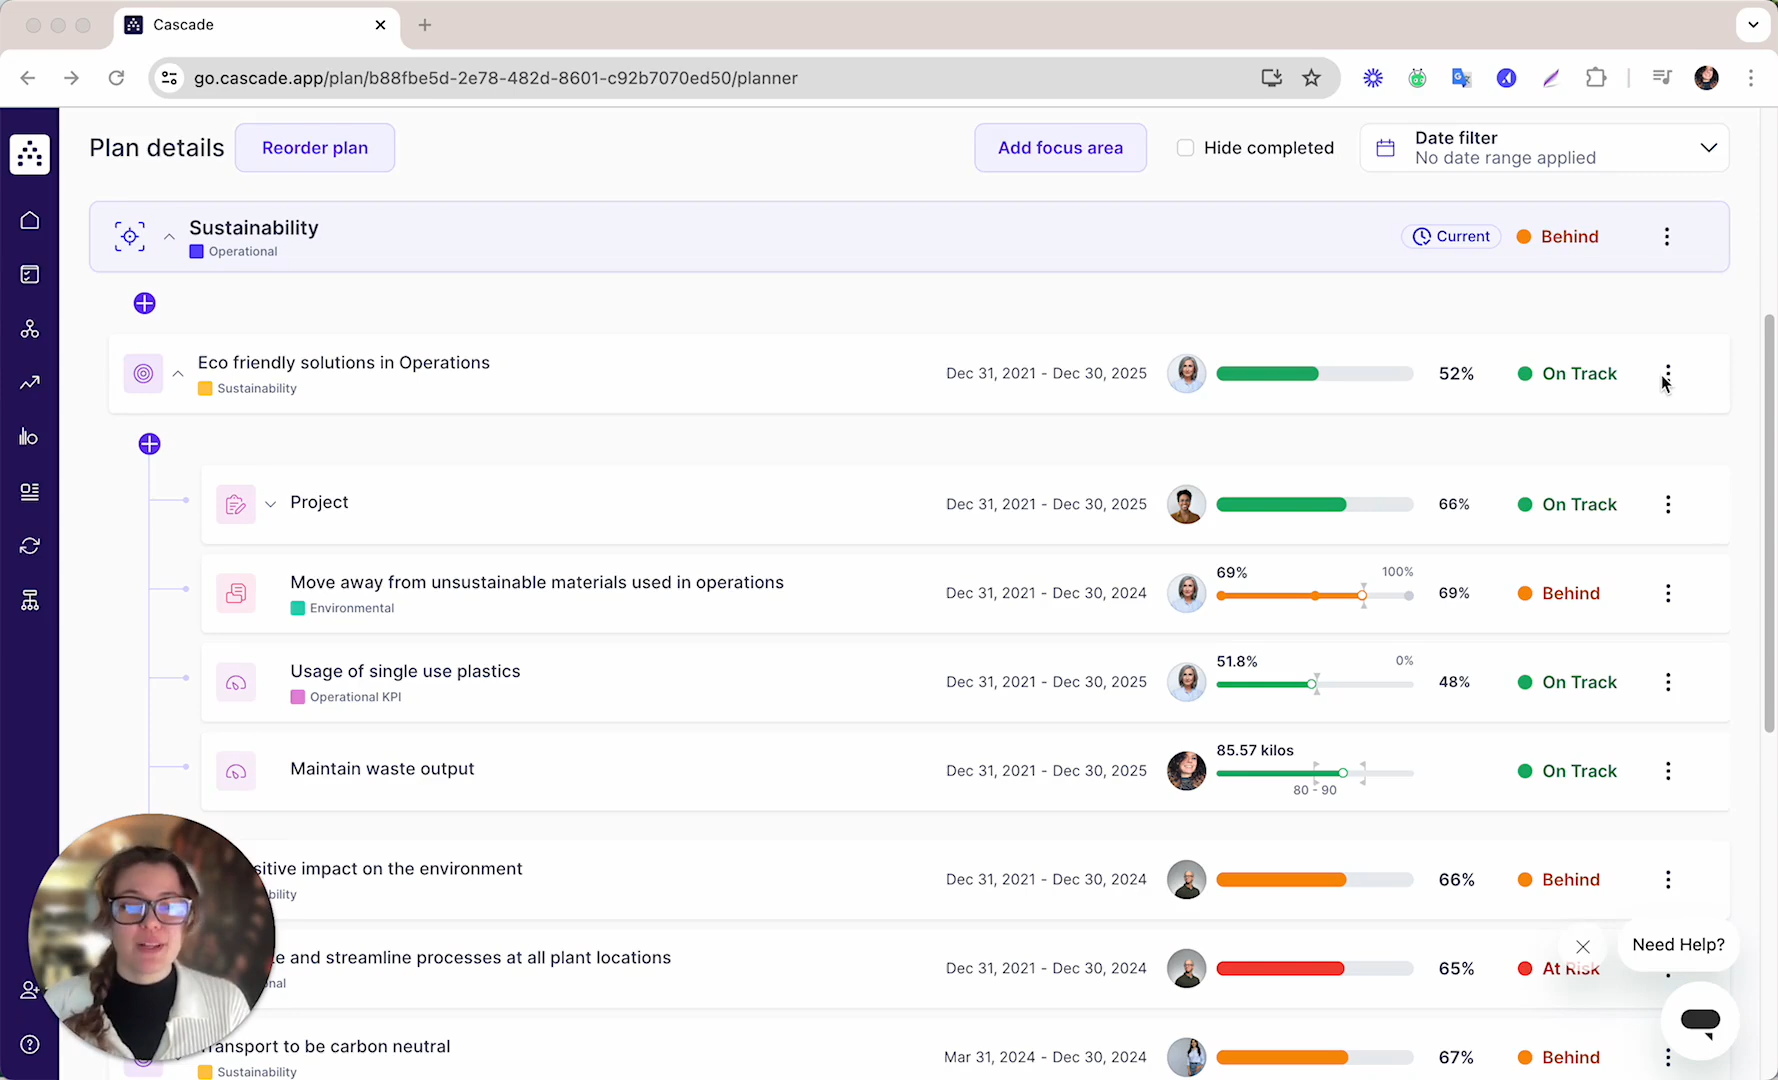 Cascade
go.cascade.app/plan/b88fbe5d-2e78-482d-8601-c92b7070ed50/planner
Plan details
Reorder plan
Add focus area
Hide completed
Date filter
No date range applied
Sustainability
Operational
Current
Behind
Eco friendly solutions in Operations
Sustainability
Dec 31, 2021 - Dec 30, 2025
52%
On Track
Project
Dec 31, 2021 - Dec 30, 2025
66%
On Track
Move away from unsustainable materials used in operations
Environmental
Dec 31, 2021 - Dec 30, 2024
69%
100%
69%
Behind
Usage of single use plastics
Operational KPI
Dec 31, 2021 - Dec 30, 2025
51.8%
0%
48%
On Track
Maintain waste output
Dec 31, 2021 - Dec 30, 2025
85.57 kilos
80 - 90
On Track
sitive impact on the environment
bility
Dec 31, 2021 - Dec 30, 2024
66%
Behind
e and streamline processes at all plant locations
nal
Dec 31, 2021 - Dec 30, 2024
65%
At Risk
Need Help?
ransport to be carbon neutral
Sustainability
Mar 31, 2024 - Dec 30, 2024
67%
Behind